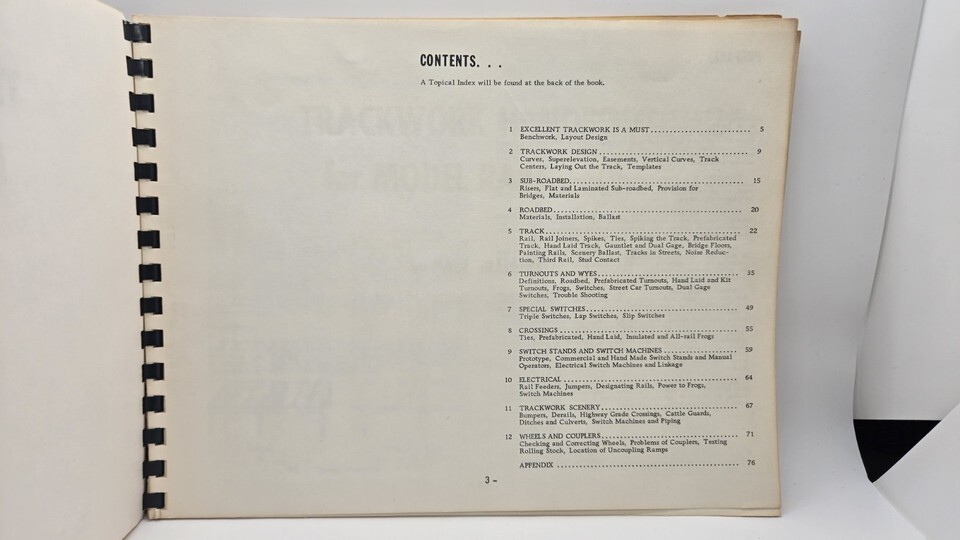 CONTENTS. . .
A Topical Index will be found at the back of the book.
1 EXCELLENT TRACKWORK IS A MUST .......................... 5
Benchwork, Layout Design
2 TRACKWORK DESIGN ........................................ 9
Curves, Superelevation, Easements, Vertical Curves, Track
Centers, Laying Out the Track, Templates
3 SUB-ROADBED............................................. 15
Risers, Flat and Laminated Sub-roadbed, Provision for
Bridges, Materials
4 ROADBED................................................. 20
Materials, Installation, Ballast
5 TRACK................................................... 22
Rail, Rail Joiners, Spikes, Ties, Spiking the Track, Prefabricated
Track, Hand Laid Track, Gauntlet and Dual Gage, Bridge Floors,
Painting Rails, Scenery Ballast, Tracks in Streets, Noise Reduc-
tion, Third Rail, Stud Contact
6 TURNOUTS AND WYES....................................... 35
Definitions, Roadbed, Prefabricated Turnouts, Hand Laid and Kit
Turnouts, Frogs, Switches, Street Car Turnouts, Dual Gage
Switches, Trouble Shooting
7 SPECIAL SWITCHES........................................ 49
Triple Switches, Lap Switches, Slip Switches
8 CROSSINGS ............................................... 55
Ties, Prefabricated, Hand Laid, Insulated and All-rail Frogs
9 SWITCH STANDS AND SWITCH MACHINES ................... 59
Prototype, Commercial and Hand Made Switch Stands and Manual
Operators, Electrical Switch Machines and Linkage
10 ELECTRICAL .............................................. 64
Rail Feeders, Jumpers, Designating Rails, Power to Frogs,
Switch Machines
11 TRACKWORK SCENERY..................................... 67
Bumpers, Derails, Highway Grade Crossings, Cattle Guards,
Ditches and Culverts, Switch Machines and Piping
12 WHEELS AND COUPLERS.................................... 71
Checking and Correcting Wheels, Problems of Couplers, Testing
Rolling Stock, Location of Uncoupling Ramps
APPENDIX ................................................ 76
3 –